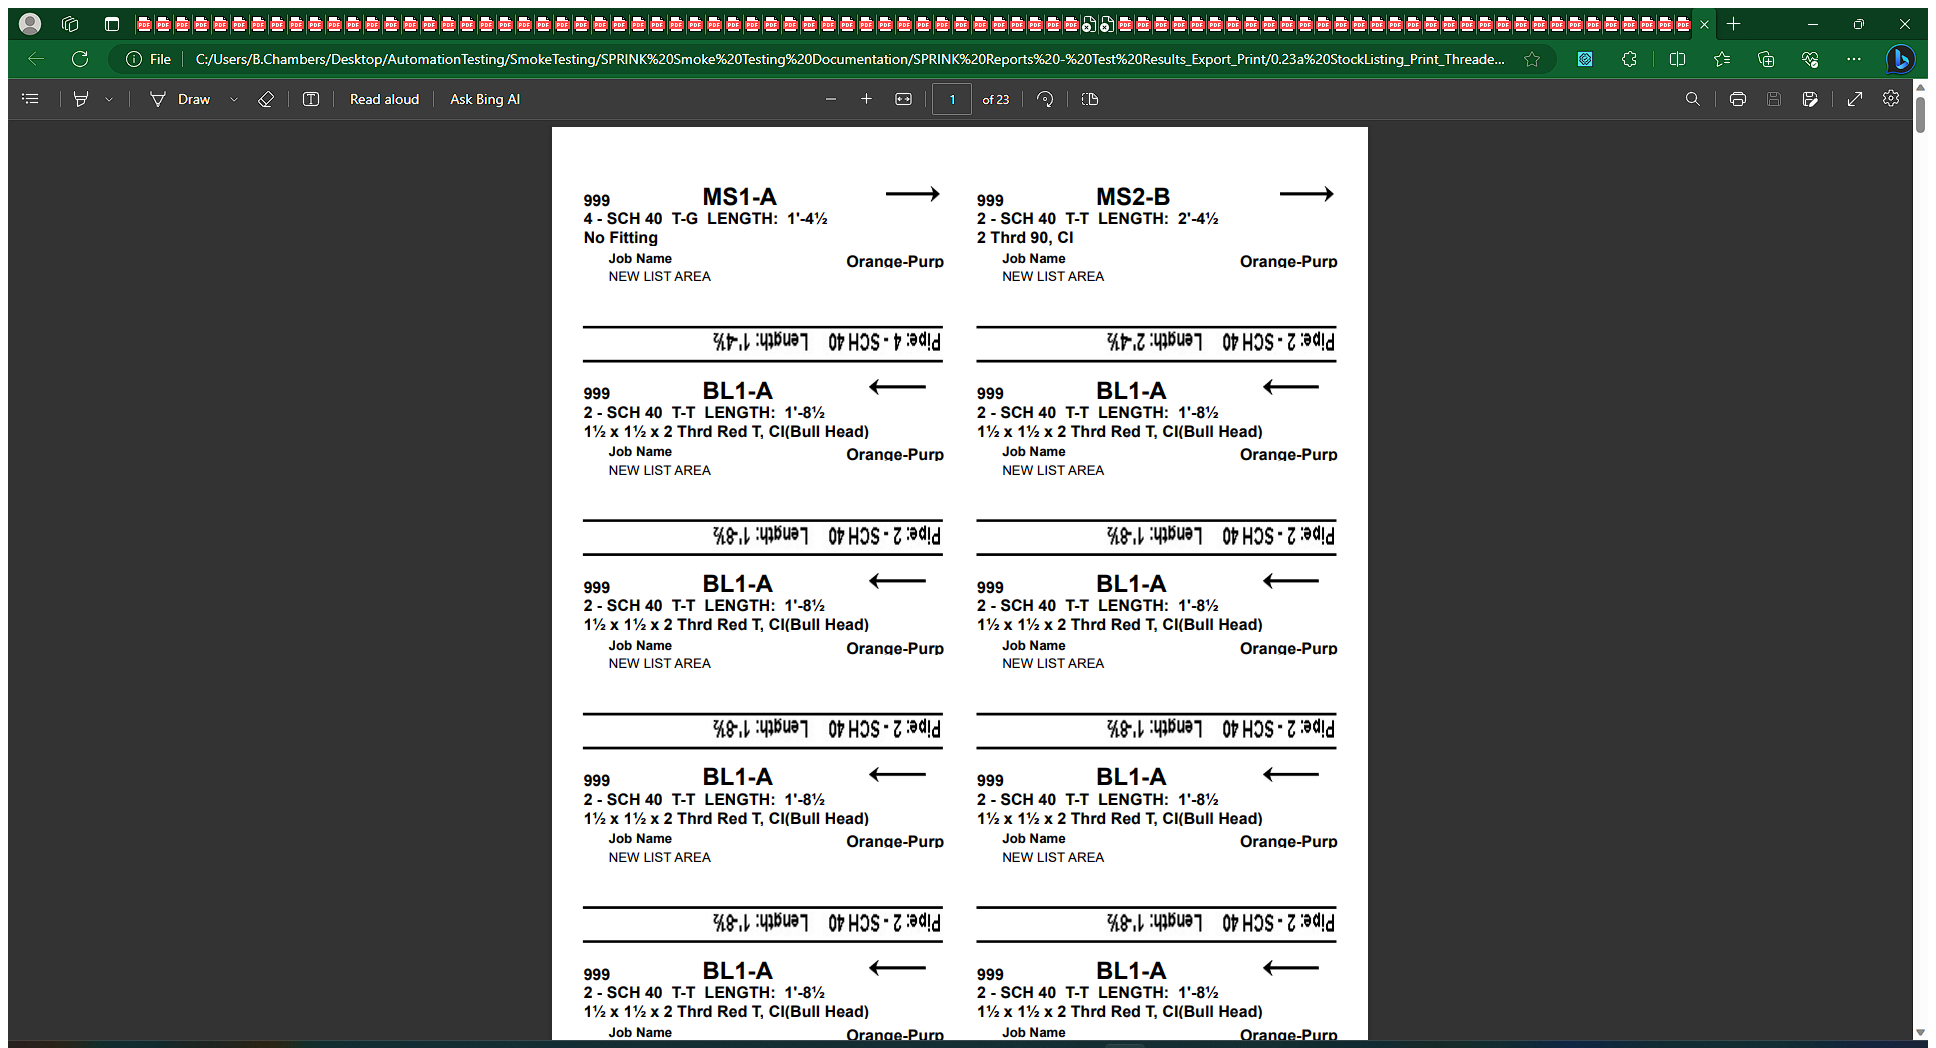 File C:/Users/B.Chambers/Desktop/AutomationTesting/SmokeTesting/SPRINK%20Smoke%20Testing%20Documentation/SPRINK%20Reports%20-%20Test%20Results_Export_Print/0.23a%20StockListing_Print_Threade...
Draw Read aloud Ask Bing AI 1 of 23
999 MS1-A
4 - SCH 40 T-G LENGTH: 1'-4½
No Fitting
Job Name Orange-Purp
NEW LIST AREA
Pipe: 4 - SCH 40 Length: 1'-4½
999 MS2-B
2 - SCH 40 T-T LENGTH: 2'-4½
2 Thrd 90, CI
Job Name Orange-Purp
NEW LIST AREA
Pipe: 2 - SCH 40 Length: 2'-4½
999 BL1-A
2 - SCH 40 T-T LENGTH: 1'-8½
1½ x 1½ x 2 Thrd Red T, CI(Bull Head)
Job Name Orange-Purp
NEW LIST AREA
Pipe: 2 - SCH 40 Length: 1'-8½
999 BL1-A
2 - SCH 40 T-T LENGTH: 1'-8½
1½ x 1½ x 2 Thrd Red T, CI(Bull Head)
Job Name Orange-Purp
NEW LIST AREA
Pipe: 2 - SCH 40 Length: 1'-8½
999 BL1-A
2 - SCH 40 T-T LENGTH: 1'-8½
1½ x 1½ x 2 Thrd Red T, CI(Bull Head)
Job Name Orange-Purp
NEW LIST AREA
Pipe: 2 - SCH 40 Length: 1'-8½
999 BL1-A
2 - SCH 40 T-T LENGTH: 1'-8½
1½ x 1½ x 2 Thrd Red T, CI(Bull Head)
Job Name Orange-Purp
NEW LIST AREA
Pipe: 2 - SCH 40 Length: 1'-8½
999 BL1-A
2 - SCH 40 T-T LENGTH: 1'-8½
1½ x 1½ x 2 Thrd Red T, CI(Bull Head)
Job Name Orange-Purp
NEW LIST AREA
Pipe: 2 - SCH 40 Length: 1'-8½
999 BL1-A
2 - SCH 40 T-T LENGTH: 1'-8½
1½ x 1½ x 2 Thrd Red T, CI(Bull Head)
Job Name Orange-Purp
NEW LIST AREA
Pipe: 2 - SCH 40 Length: 1'-8½
999 BL1-A
2 - SCH 40 T-T LENGTH: 1'-8½
1½ x 1½ x 2 Thrd Red T, CI(Bull Head)
Job Name Orange-Purp
999 BL1-A
2 - SCH 40 T-T LENGTH: 1'-8½
1½ x 1½ x 2 Thrd Red T, CI(Bull Head)
Job Name Orange-Purp